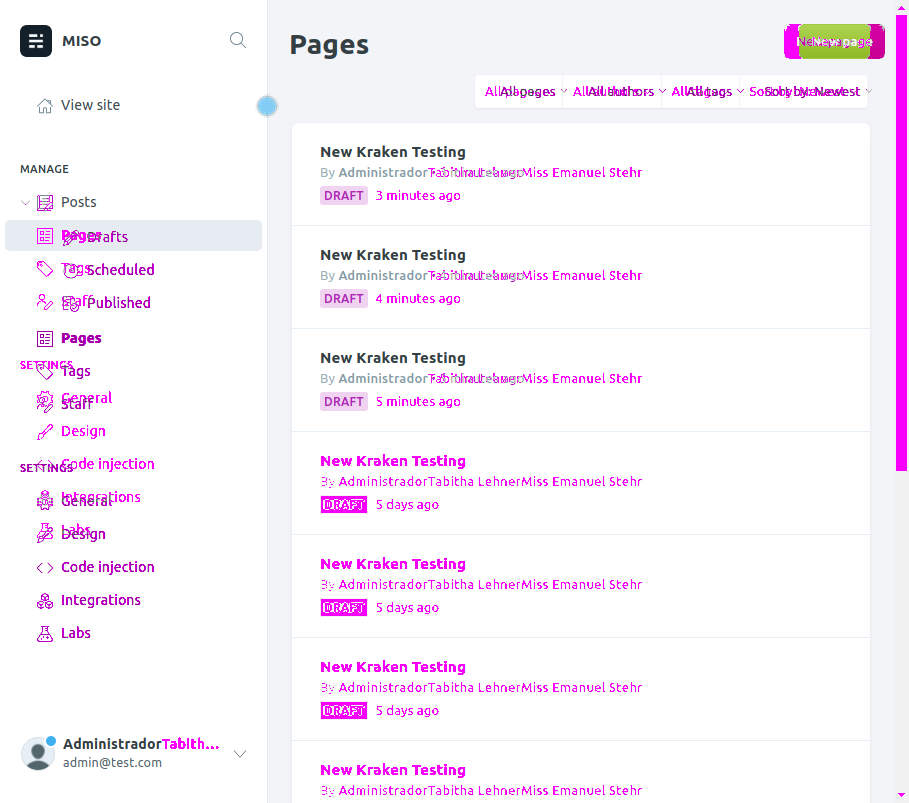 MISO
View site
MANAGE
Posts
Pages
Drafts
Tags
Scheduled
Staff
Published
Pages
SETTINGS
Tags
General
Staff
Design
Code injection
SETTINGS
Integrations
General
Labs
Design
Code injection
Integrations
Labs
AdministradorTabith...
admin@test.com
Pages
New page
All pages
All authors
All tags
Sort by: Newest
New Kraken Testing
By AdministradorTabitha LehnerMiss Emanuel Stehr
DRAFT 3 minutes ago
New Kraken Testing
By AdministradorTabitha LehnerMiss Emanuel Stehr
DRAFT 4 minutes ago
New Kraken Testing
By AdministradorTabitha LehnerMiss Emanuel Stehr
DRAFT 5 minutes ago
New Kraken Testing
By AdministradorTabitha LehnerMiss Emanuel Stehr
DRAFT 5 days ago
New Kraken Testing
By AdministradorTabitha LehnerMiss Emanuel Stehr
DRAFT 5 days ago
New Kraken Testing
By AdministradorTabitha LehnerMiss Emanuel Stehr
DRAFT 5 days ago
New Kraken Testing
By AdministradorTabitha LehnerMiss Emanuel Stehr